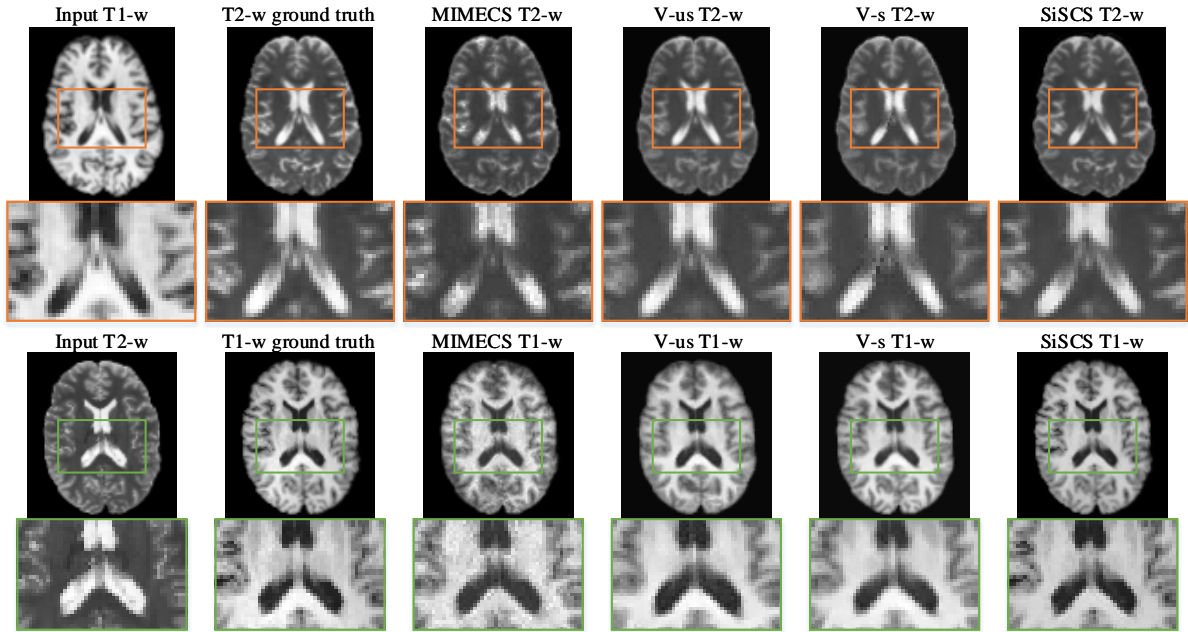 Input T1-w T2-w ground truth MIMECS T2-w V-us T2-w V-s T2-w SiSCS T2-w
Input T2-w T1-w ground truth MIMECS T1-w V-us T1-w V-s T1-w SiSCS T1-w